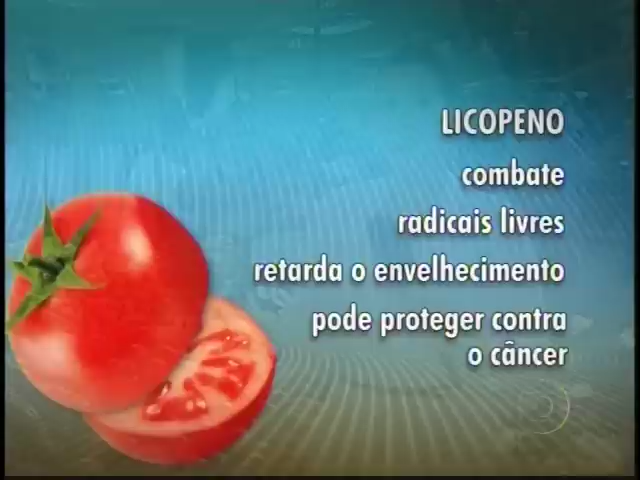 LICOPENO
combate
radicais livres
retarda o envelhecimento
pode proteger contra
o câncer